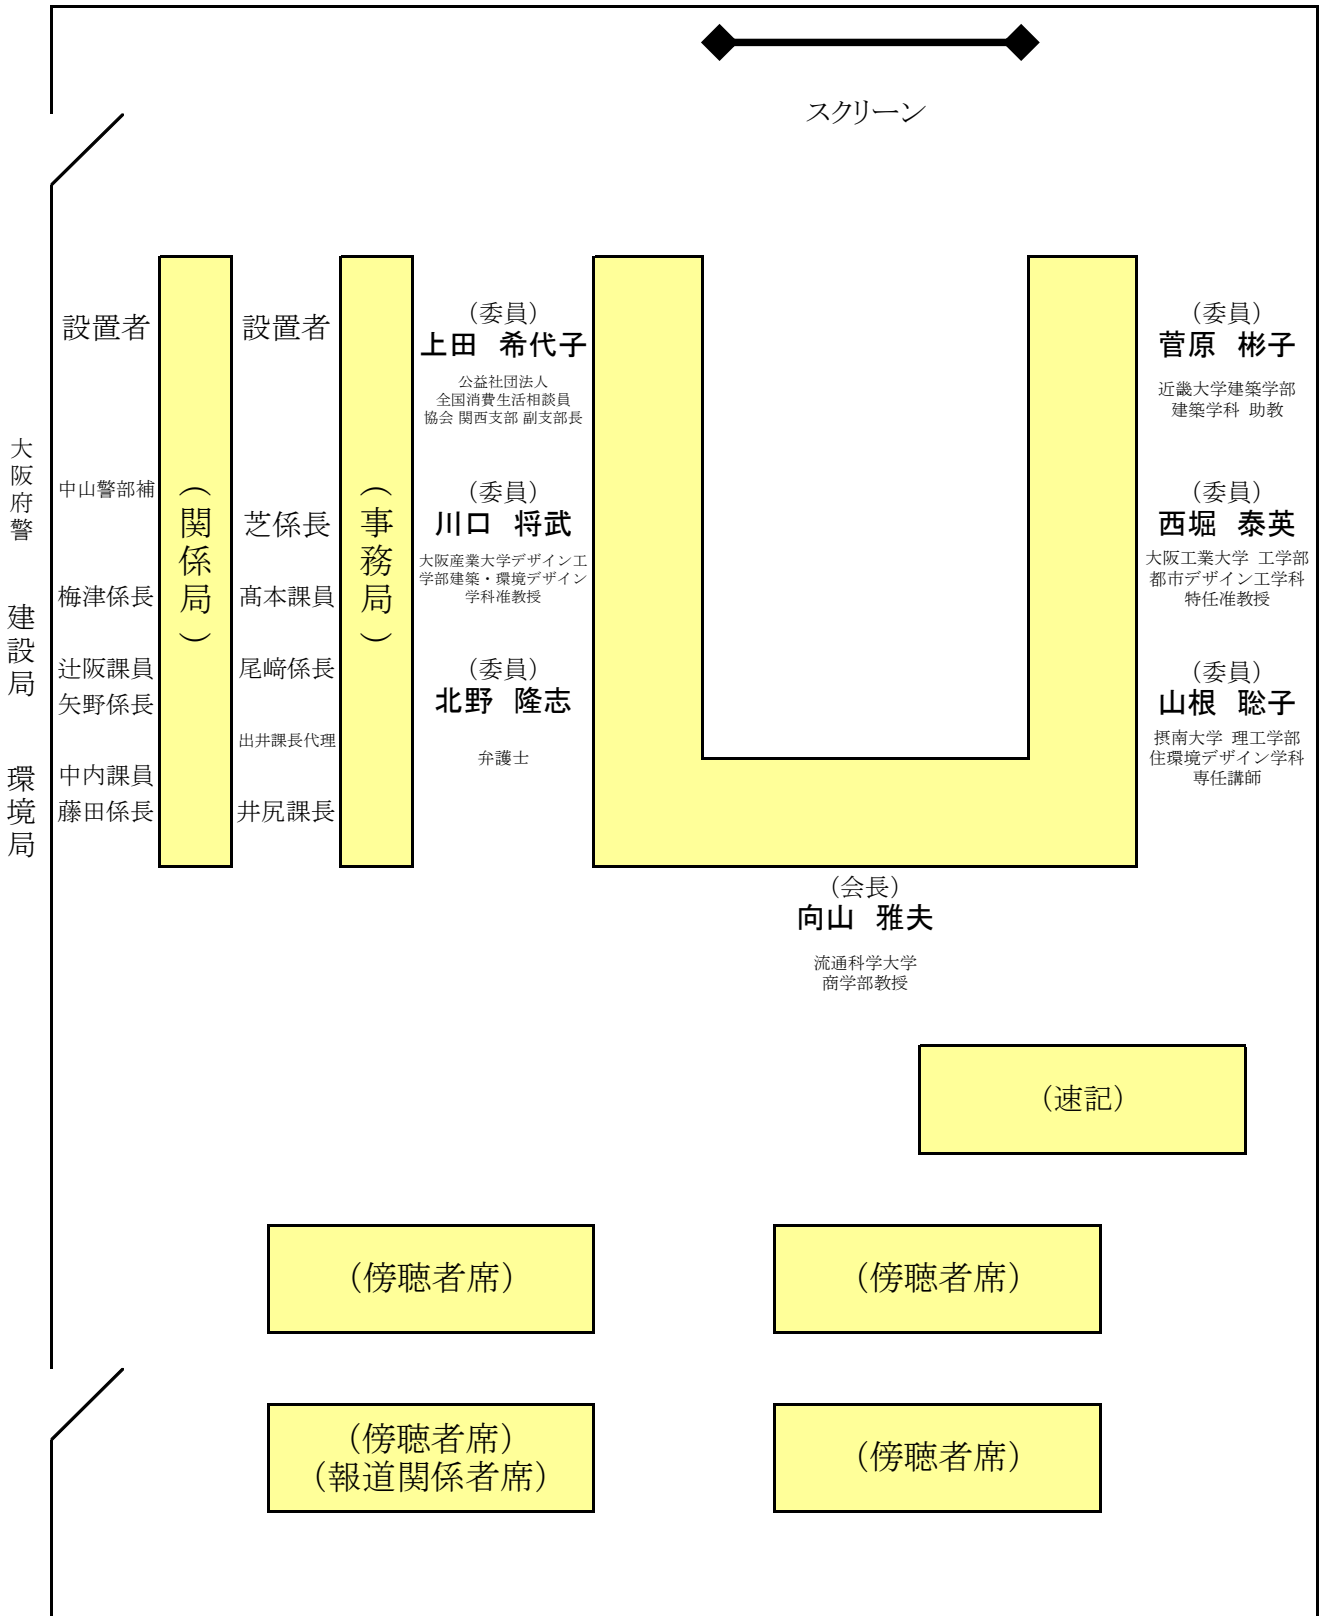 スクリーン
大阪府警
建設局
環境局
設置者
中山警部補
梅津係長
辻阪課員
矢野係長
中内課員
藤田係長
（関係局）
設置者
芝係長
髙本課員
尾﨑係長
出井課長代理
井尻課長
（事務局）
（委員）
上田 希代子
公益社団法人
全国消費生活相談員
協会 関西支部 副支部長
（委員）
川口 将武
大阪産業大学デザイン工
学部建築・環境デザイン
学科准教授
（委員）
北野 隆志
弁護士
（委員）
菅原 彬子
近畿大学建築学部
建築学科 助教
（委員）
西堀 泰英
大阪工業大学 工学部
都市デザイン工学科
特任准教授
（委員）
山根 聡子
摂南大学 理工学部
住環境デザイン学科
専任講師
（会長）
向山 雅夫
流通科学大学
商学部教授
（速記）
（傍聴者席）
（傍聴者席）
（傍聴者席）
（報道関係者席）
（傍聴者席）